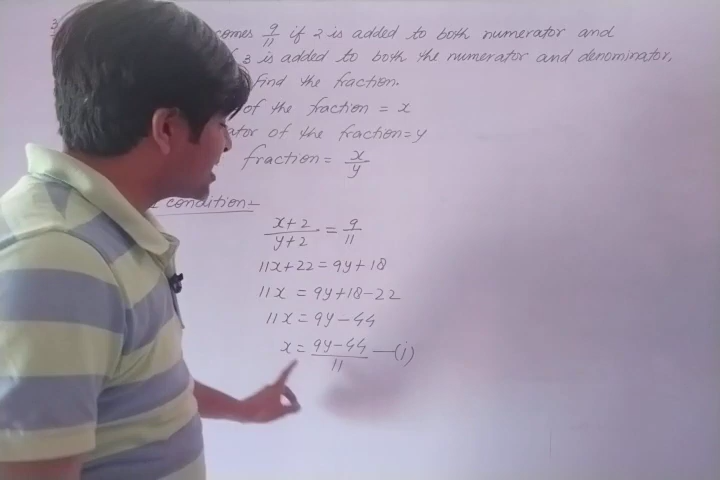 3
comes 9/11 if 2 is added to both numerator and
3 is added to both the numerator and denominator,
find the fraction.
of the fraction = x
ator of the fraction = y
fraction = x/y
condition:-
x+2/y+2 = 9/11
11x+22 = 9y+18
11x = 9y+18-22
11x = 9y-44
x = 9y-44/11 —(i)